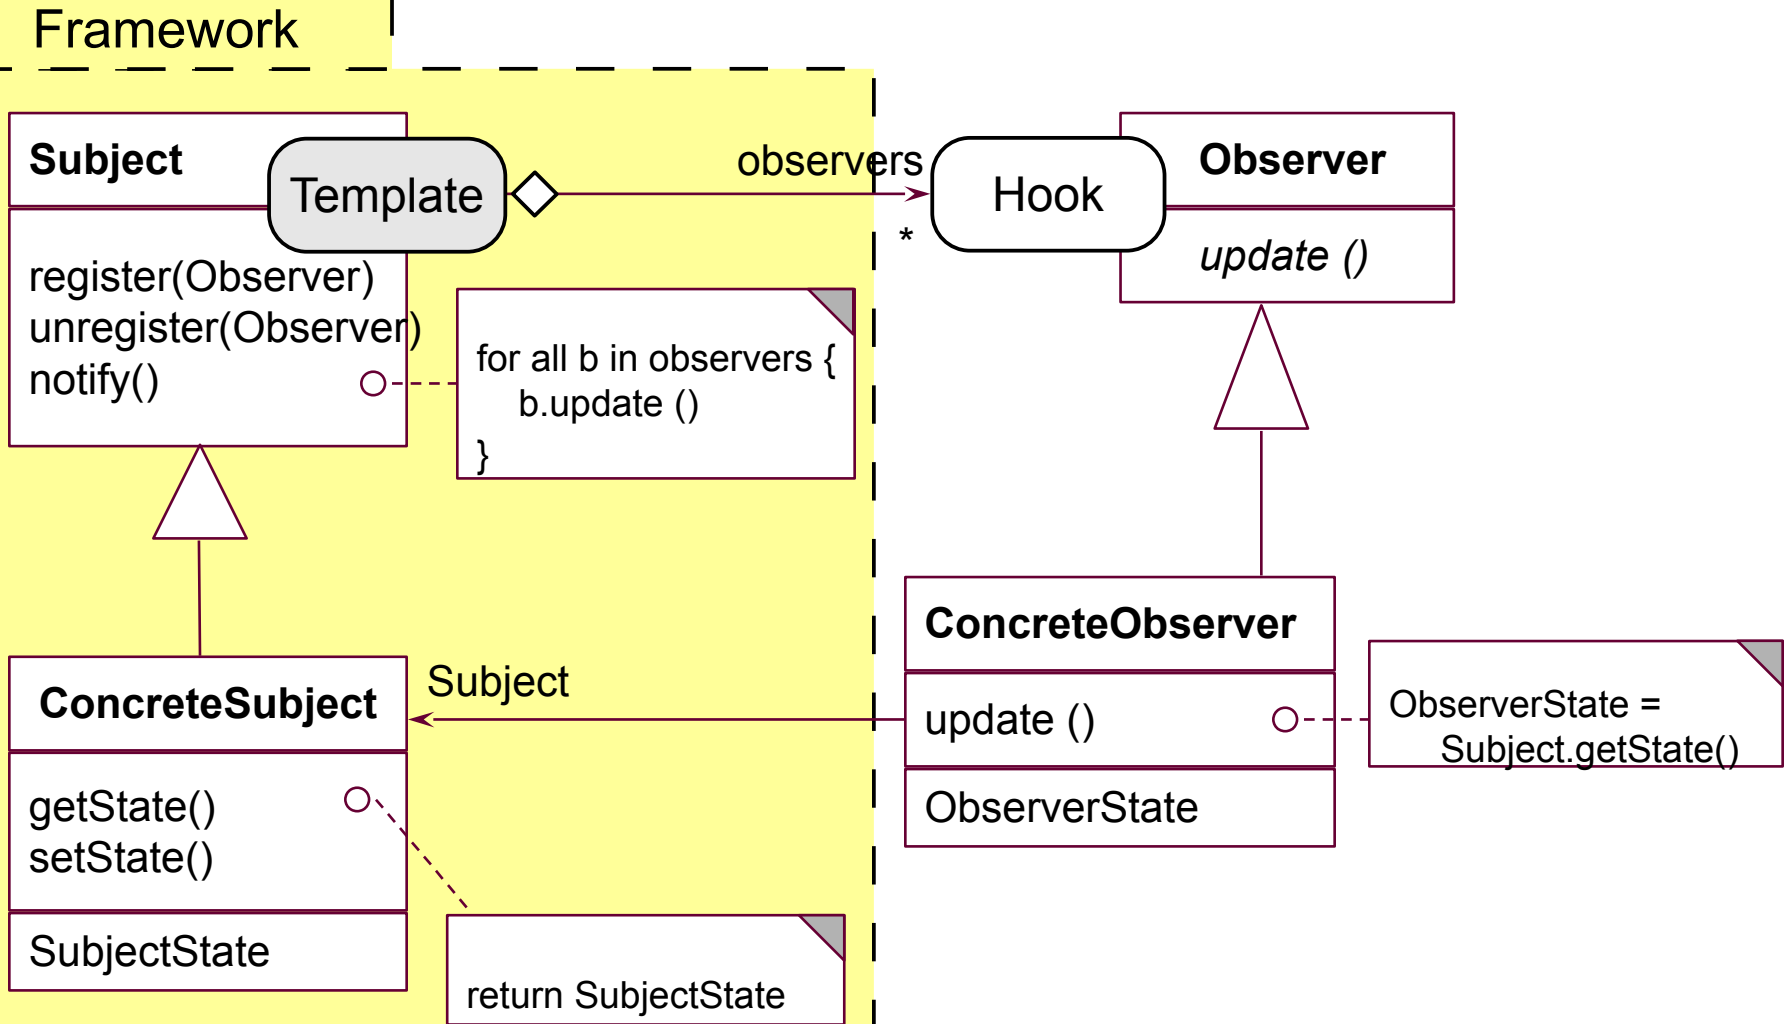 Framework
Subject
Template
observers
*
Hook
Observer
update ()
register(Observer)
unregister(Observer)
notify()
for all b in observers {
b.update ()
}
ConcreteSubject
Subject
getState()
setState()
SubjectState
return SubjectState
ConcreteObserver
update ()
ObserverState
ObserverState =
Subject.getState()